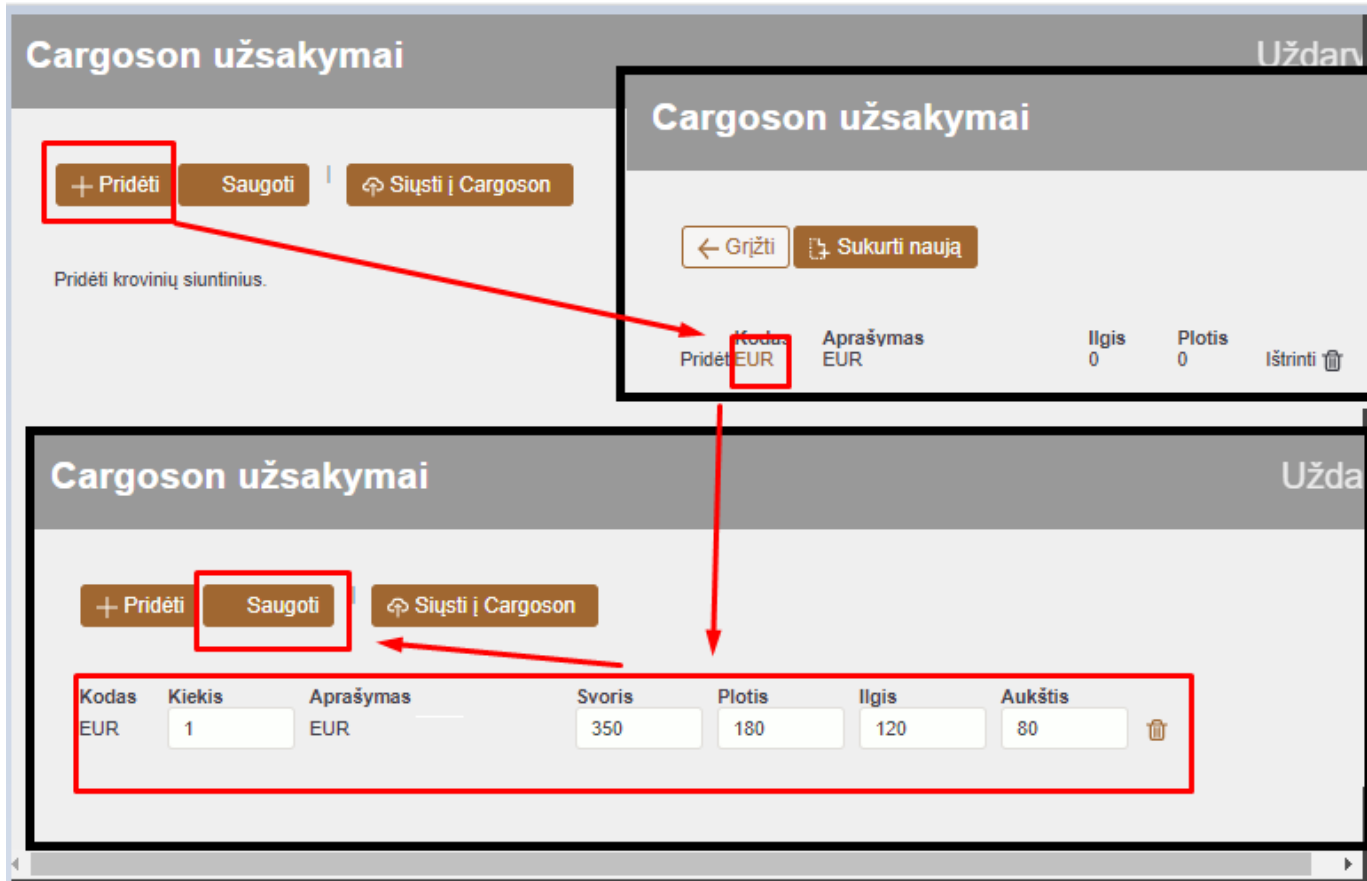 Cargoson užsakymai
Uždary
+ Pridėti Saugoti | Siųsti į Cargoson
Pridėti krovinių siuntinius.
Cargoson užsakymai
← Grįžti Sukurti naują
Kodas Aprašymas Ilgis Plotis
Pridėt EUR EUR 0 0 Ištrinti
Cargoson užsakymai
Užda
+ Pridėti Saugoti | Siųsti į Cargoson
Kodas Kiekis Aprašymas Svoris Plotis Ilgis Aukštis
EUR 1 EUR 350 180 120 80